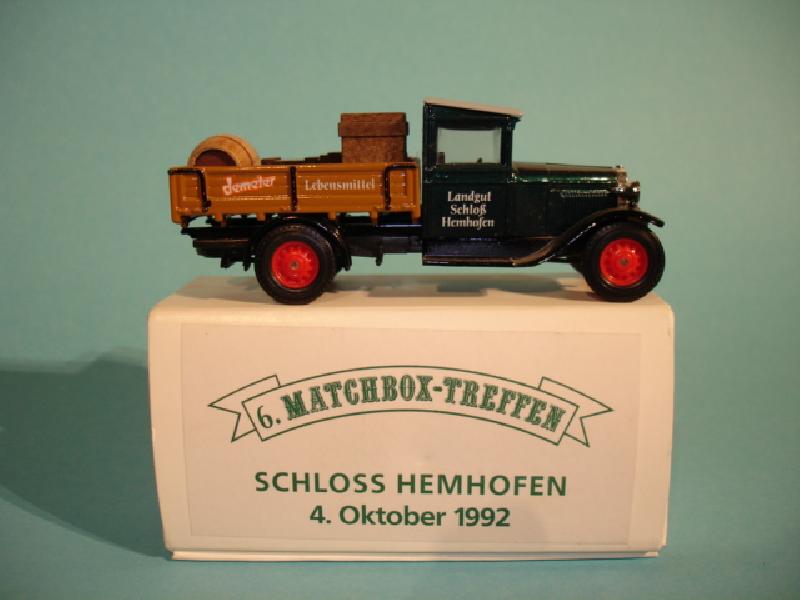 demeter Lebensmittel
Landgut
Schloß
Hemhofen
6. MATCHBOX-TREFFEN
SCHLOSS HEMHOFEN
4. Oktober 1992